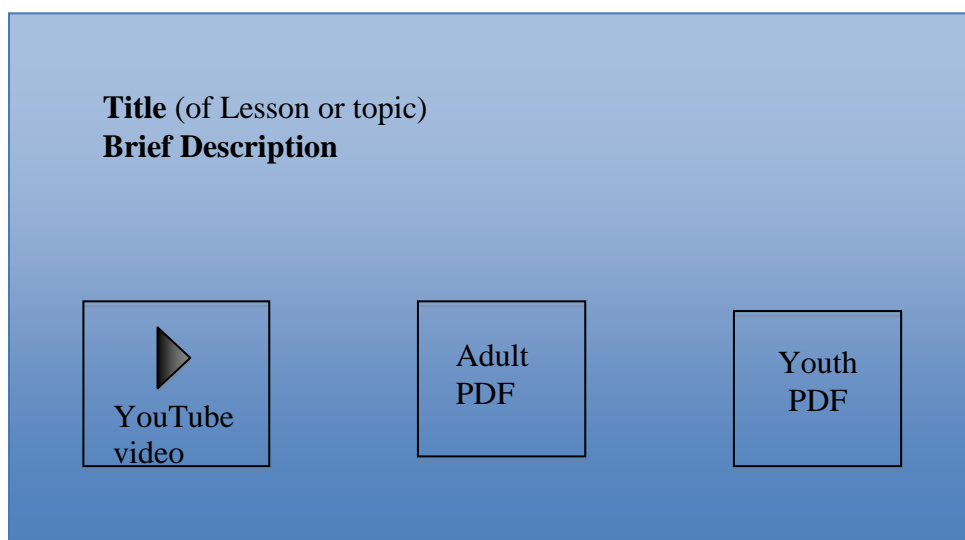 Title (of Lesson or topic)
Brief Description
YouTube
video
Adult
PDF
Youth
PDF